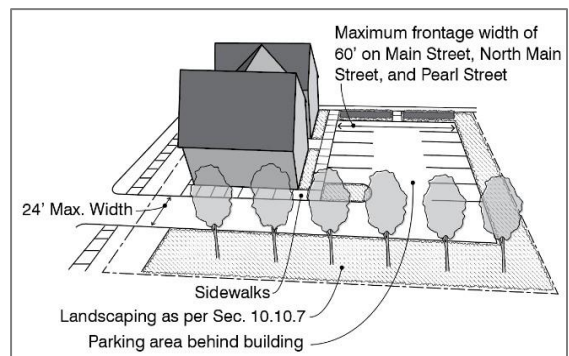 Maximum frontage width of
60' on Main Street, North Main
Street, and Pearl Street
24' Max. Width
Sidewalks
Landscaping as per Sec. 10.10.7
Parking area behind building